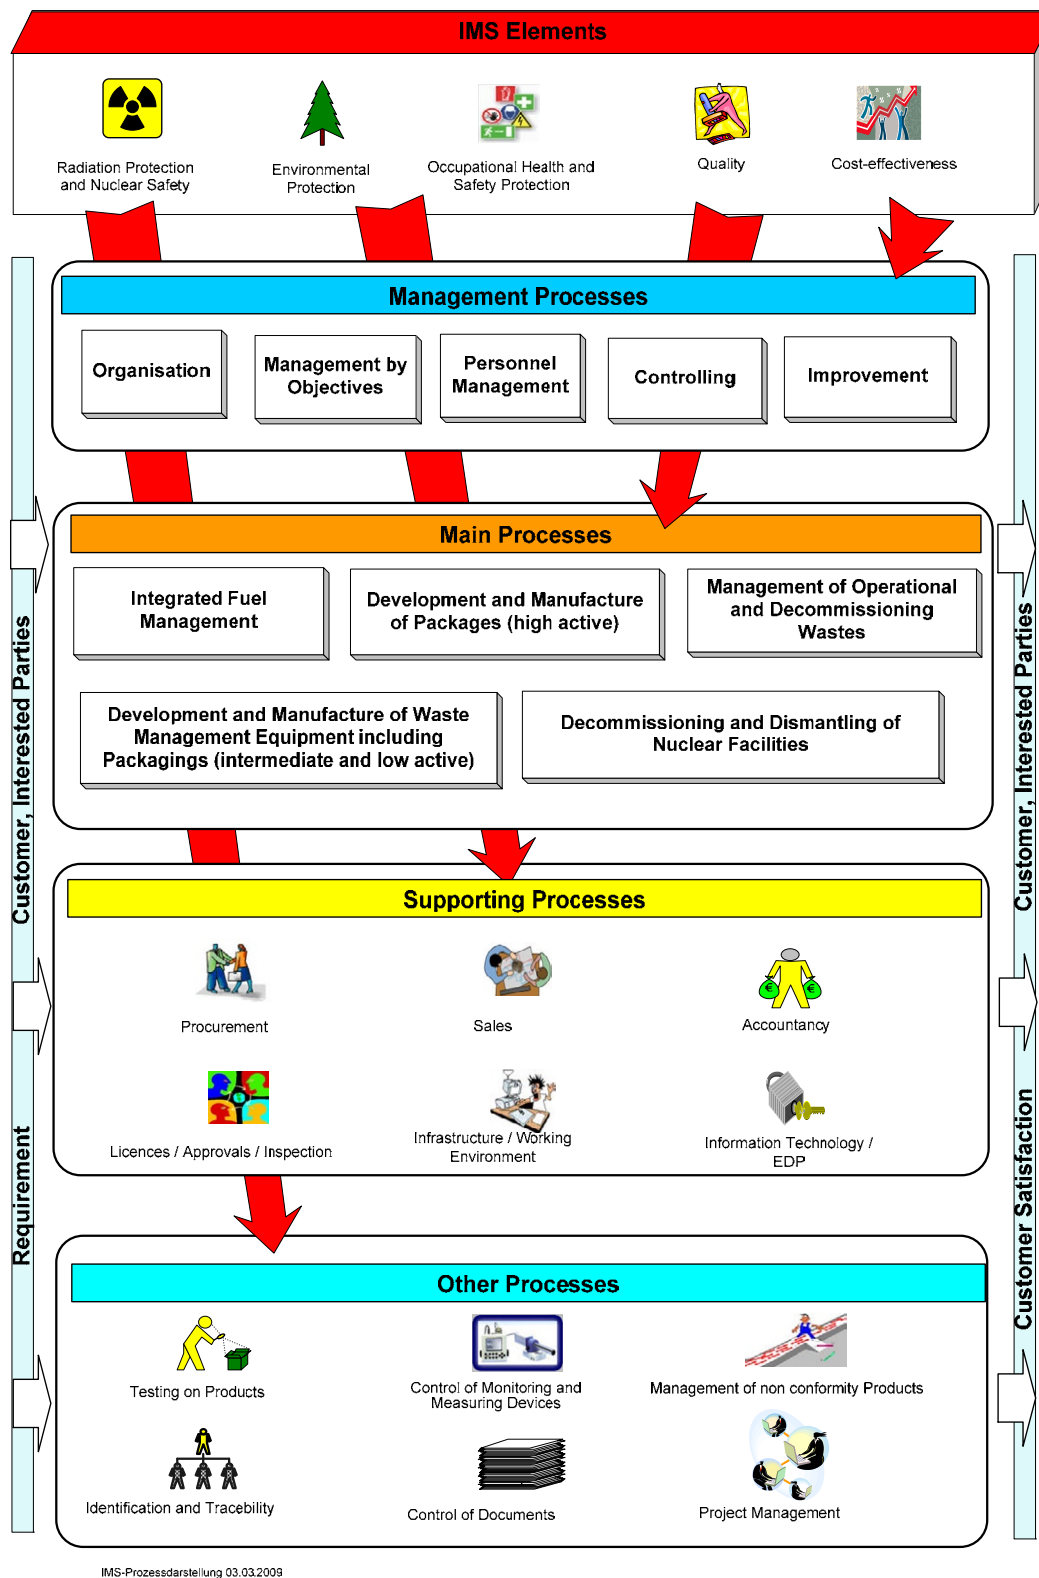 IMS Elements
Radiation Protection
and Nuclear Safety
Environmental
Protection
Occupational Health and
Safety Protection
Quality
Cost-effectiveness
Management Processes
Organisation
Management by
Objectives
Personnel
Management
Controlling
Improvement
Main Processes
Integrated Fuel
Management
Development and Manufacture
of Packages (high active)
Management of Operational
and Decommissioning
Wastes
Development and Manufacture of Waste
Management Equipment including
Packagings (intermediate and low active)
Decommissioning and Dismantling of
Nuclear Facilities
Supporting Processes
Procurement
Sales
€ €
Accountancy
Licences / Approvals / Inspection
Infrastructure / Working
Environment
Information Technology /
EDP
Other Processes
Testing on Products
Control of Monitoring and
Measuring Devices
Management of non conformity Products
Identification and Tracebility
Control of Documents
Project Management
Customer, Interested Parties
Requirement
Customer, Interested Parties
Customer Satisfaction
IMS-Prozessdarstellung 03.03.2009